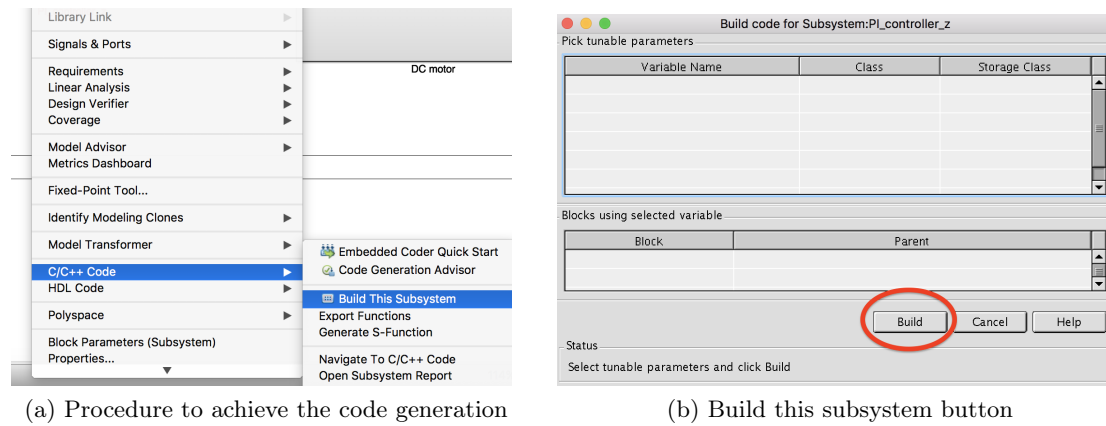 Library Link
Signals & Ports
Requirements
Linear Analysis
Design Verifier
Coverage
Model Advisor
Metrics Dashboard
Fixed-Point Tool...
Identify Modeling Clones
Model Transformer
C/C++ Code
HDL Code
Polyspace
Block Parameters (Subsystem)
Properties...
DC motor
Embedded Coder Quick Start
Code Generation Advisor
Build This Subsystem
Export Functions
Generate S-Function
Navigate To C/C++ Code
Open Subsystem Report
(a) Procedure to achieve the code generation
Build code for Subsystem:PI_controller_z
Pick tunable parameters
Variable Name Class Storage Class
Blocks using selected variable
Block Parent
Build Cancel Help
Status
Select tunable parameters and click Build
(b) Build this subsystem button